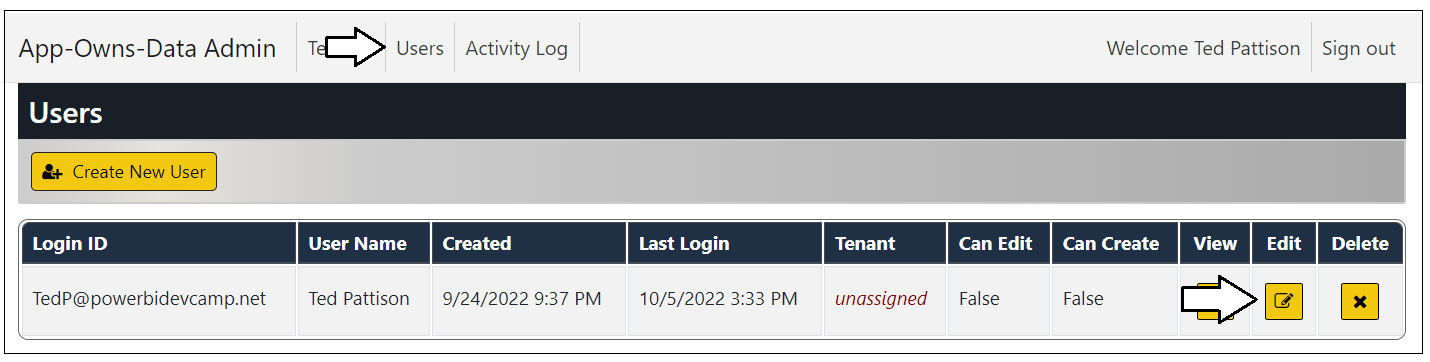 App-Owns-Data Admin Users Activity Log Welcome Ted Pattison Sign out
Users
Create New User
Login ID User Name Created Last Login Tenant Can Edit Can Create View Edit Delete
TedP@powerbidevcamp.net Ted Pattison 9/24/2022 9:37 PM 10/5/2022 3:33 PM unassigned False False